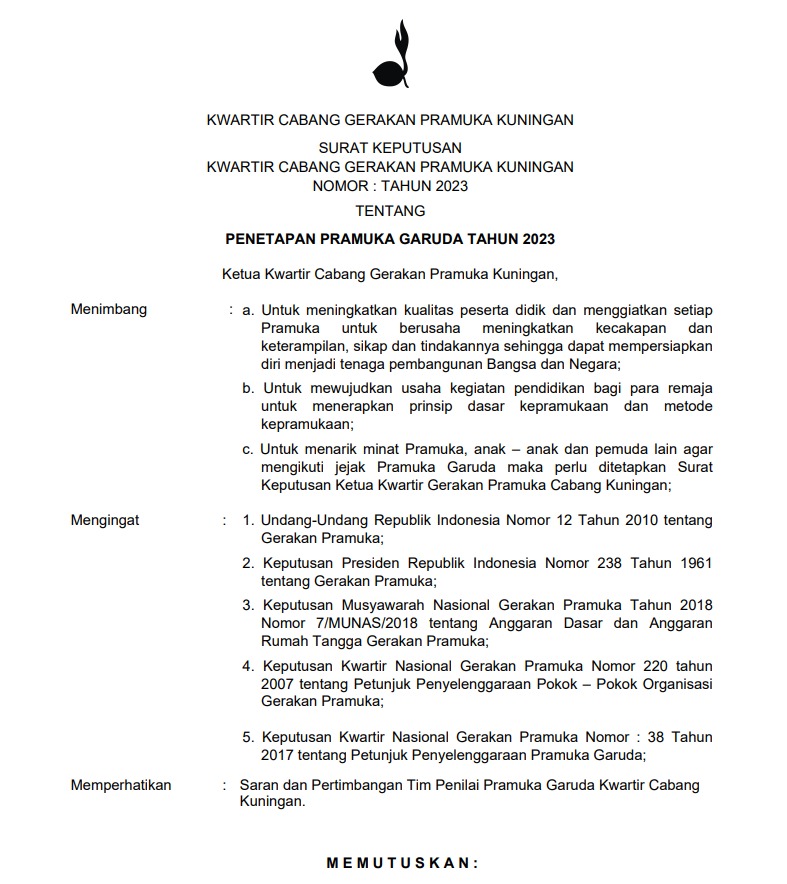 KWARTIR CABANG GERAKAN PRAMUKA KUNINGAN
SURAT KEPUTUSAN
KWARTIR CABANG GERAKAN PRAMUKA KUNINGAN
NOMOR : TAHUN 2023
TENTANG
PENETAPAN PRAMUKA GARUDA TAHUN 2023
Ketua Kwartir Cabang Gerakan Pramuka Kuningan,
Menimbang : a. Untuk meningkatkan kualitas peserta didik dan menggiatkan setiap
Pramuka untuk berusaha meningkatkan kecakapan dan
keterampilan, sikap dan tindakannya sehingga dapat mempersiapkan
diri menjadi tenaga pembangunan Bangsa dan Negara;
b. Untuk mewujudkan usaha kegiatan pendidikan bagi para remaja
untuk menerapkan prinsip dasar kepramukaan dan metode
kepramukaan;
c. Untuk menarik minat Pramuka, anak – anak dan pemuda lain agar
mengikuti jejak Pramuka Garuda maka perlu ditetapkan Surat
Keputusan Ketua Kwartir Gerakan Pramuka Cabang Kuningan;
Mengingat : 1. Undang-Undang Republik Indonesia Nomor 12 Tahun 2010 tentang
Gerakan Pramuka;
2. Keputusan Presiden Republik Indonesia Nomor 238 Tahun 1961
tentang Gerakan Pramuka;
3. Keputusan Musyawarah Nasional Gerakan Pramuka Tahun 2018
Nomor 7/MUNAS/2018 tentang Anggaran Dasar dan Anggaran
Rumah Tangga Gerakan Pramuka;
4. Keputusan Kwartir Nasional Gerakan Pramuka Nomor 220 tahun
2007 tentang Petunjuk Penyelenggaraan Pokok – Pokok Organisasi
Gerakan Pramuka;
5. Keputusan Kwartir Nasional Gerakan Pramuka Nomor : 38 Tahun
2017 tentang Petunjuk Penyelenggaraan Pramuka Garuda;
Memperhatikan : Saran dan Pertimbangan Tim Penilai Pramuka Garuda Kwartir Cabang
Kuningan.
M E M U T U S K A N :